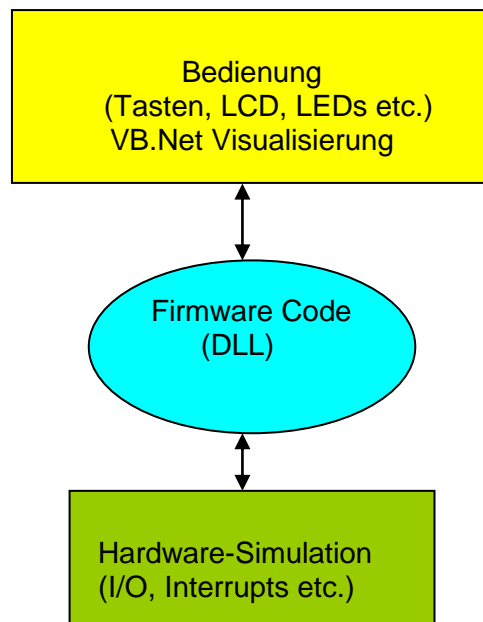 Bedienung
(Tasten, LCD, LEDs etc.)
VB.Net Visualisierung
Firmware Code
(DLL)
Hardware-Simulation
(I/O, Interrupts etc.)